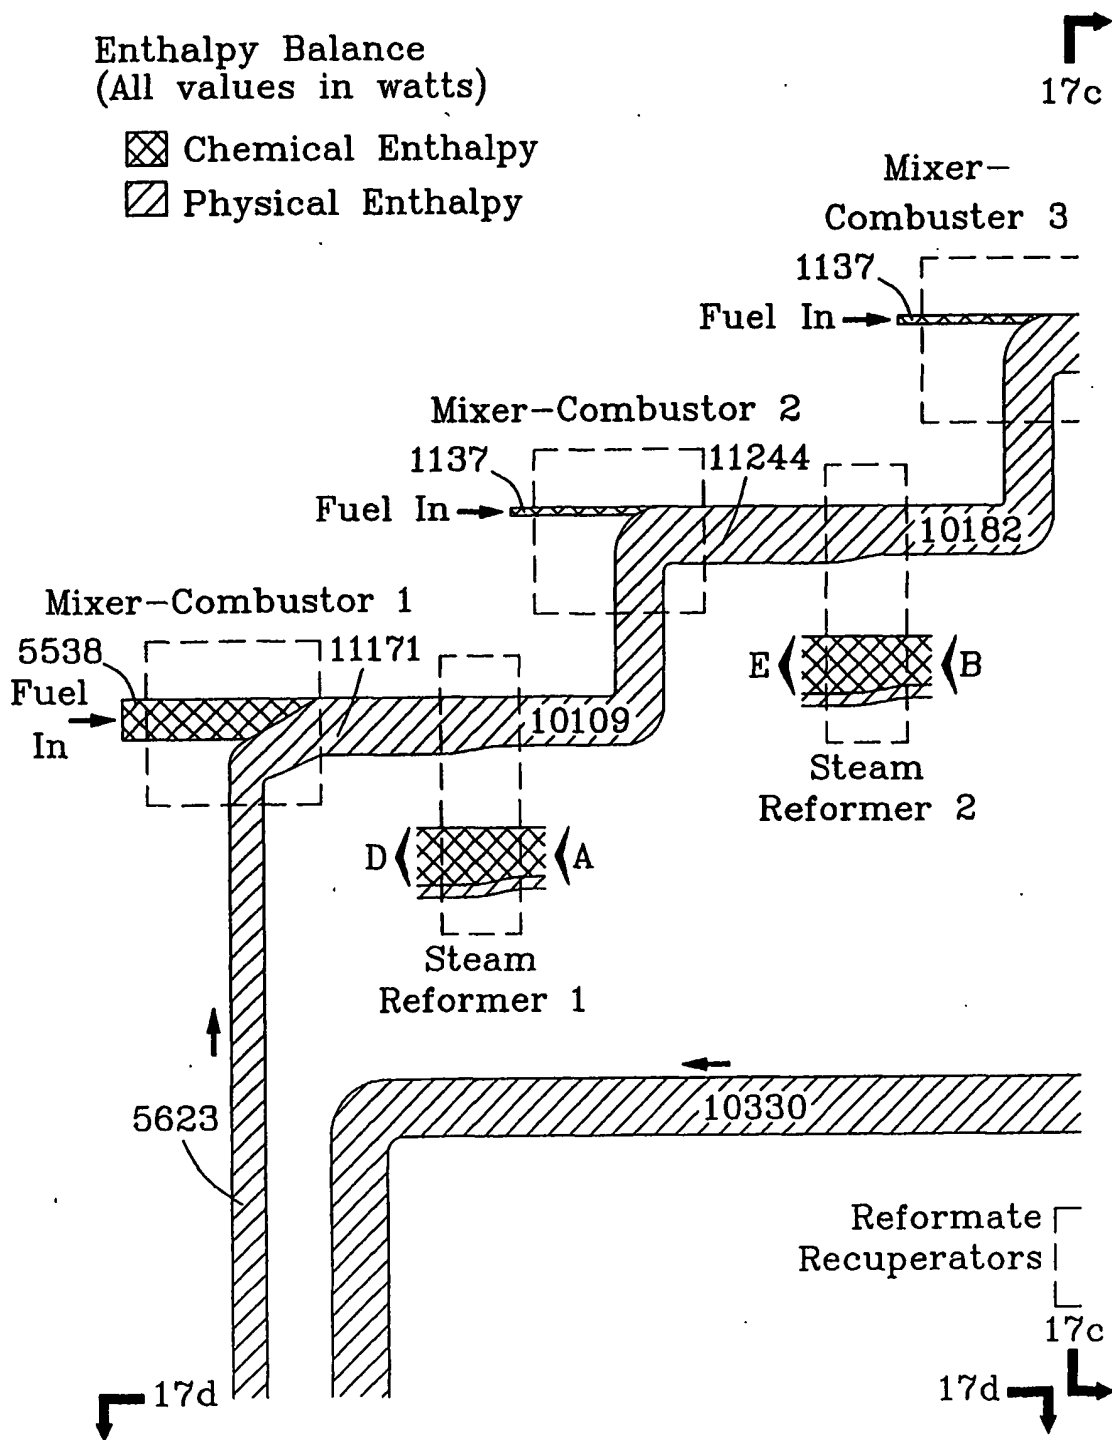 Enthalpy Balance
(All values in watts)
Chemical Enthalpy
Physical Enthalpy
17c
Mixer-
Combuster 3
1137
Fuel In
Mixer-Combustor 2
1137
11244
Fuel In
10182
Mixer-Combustor 1
5538
11171
Fuel
In
10109
E
B
Steam
Reformer 2
D
A
Steam
Reformer 1
5623
10330
Reformate
Recuperators
17c
17d
17d